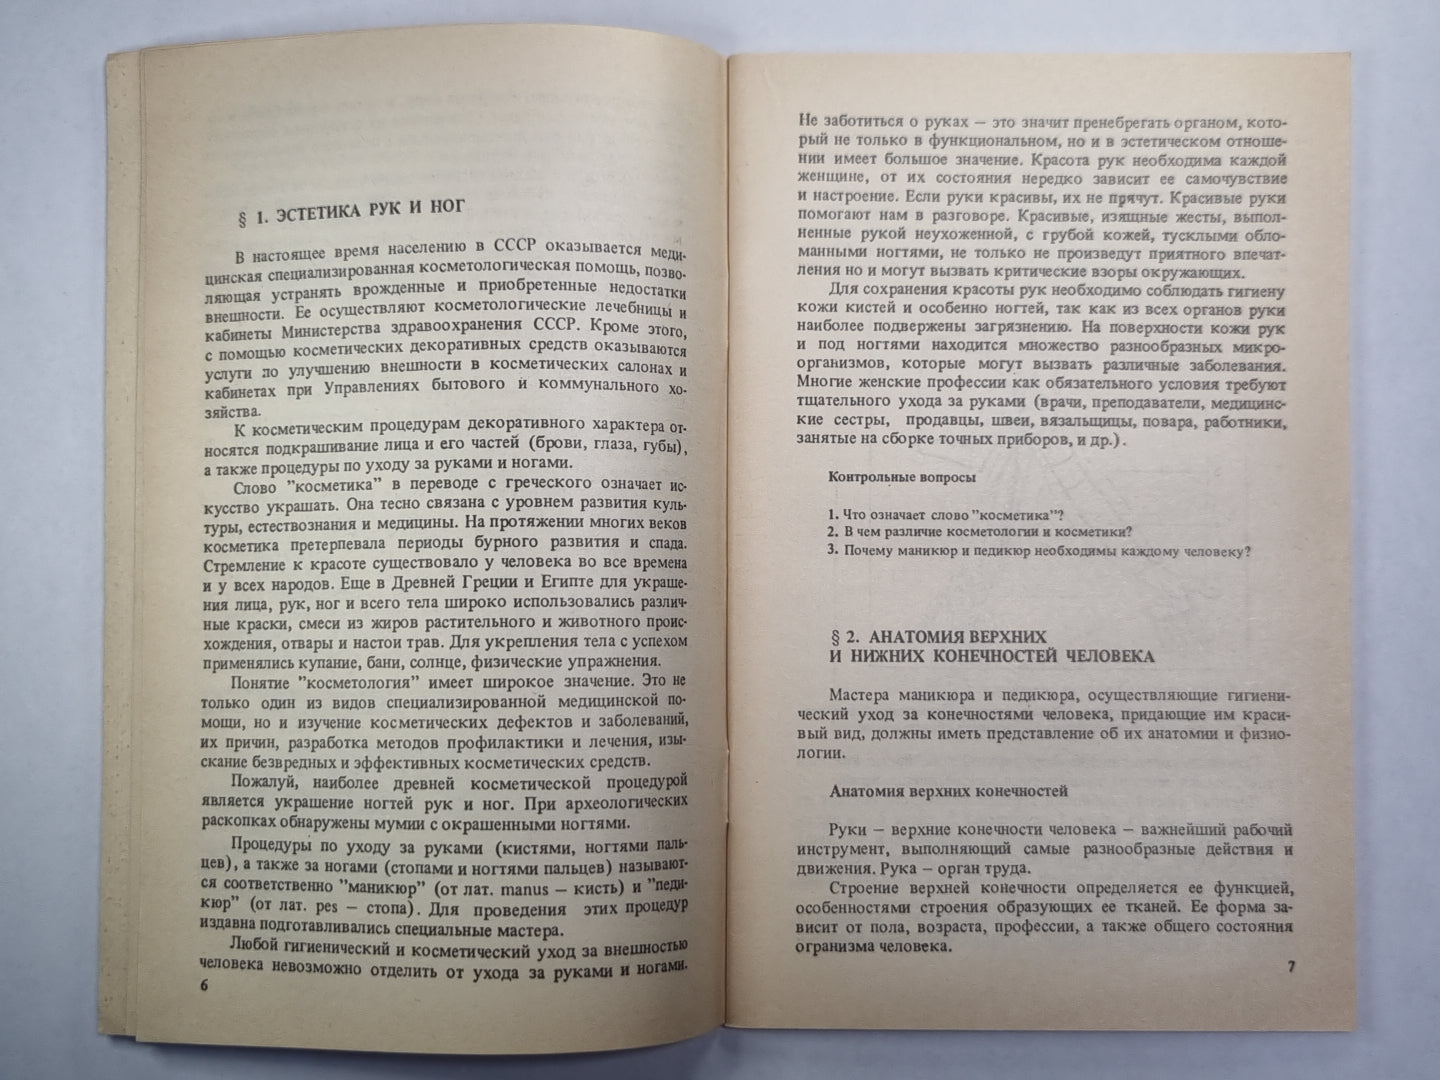 § 1. ЭСТЕТИКА РУК И НОГ
В настоящее время населению в СССР оказывается меди-
цинская специализированная косметологическая помощь, позво-
ляющая устранять врожденные и приобретенные недостатки
внешности. Ее осуществляют косметологические лечебницы и
кабинеты Министерства здравоохранения СССР. Кроме этого,
с помощью косметических декоративных средств оказываются
услуги по улучшению внешности в косметических салонах и
кабинетах при Управлениях бытового и коммунального хо-
зяйства.
К косметическим процедурам декоративного характера от-
носятся подкрашивание лица и его частей (брови, глаза, губы),
а также процедуры по уходу за руками и ногами.
Слово "косметика" в переводе с греческого означает ис-
кусство украшать. Она тесно связана с уровнем развития куль-
туры, естествознания и медицины. На протяжении многих веков
косметика претерпевала периоды бурного развития и спада.
Стремление к красоте существовало у человека во все времена
и у всех народов. Еще в Древней Греции и Египте для украше-
ния лица, рук, ног и всего тела широко использовались различ-
ные краски, смеси из жиров растительного и животного проис-
хождения, отвары и настои трав. Для укрепления тела с успехом
применялись купание, бани, солнце, физические упражнения.
Понятие "косметология" имеет широкое значение. Это не
только один из видов специализированной медицинской по-
мощи, но и изучение косметических дефектов и заболеваний,
их причин, разработка методов профилактики и лечения, изы-
скание безвредных и эффективных косметических средств.
Пожалуй, наиболее древней косметической процедурой
является украшение ногтей рук и ног. При археологических
раскопках обнаружены мумии с окрашенными ногтями.
Процедуры по уходу за руками (кистями, ногтями паль-
цев), а также за ногами (стопами и ногтями пальцев) называют-
ся соответственно "маникюр" (от лат. manus — кисть) и "педи-
кюр" (от лат. pes — стопа). Для проведения этих процедур
издавна подготавливались специальные мастера.
Любой гигиенический и косметический уход за внешностью
человека невозможно отделить от ухода за руками и ногами.
6
Не заботиться о руках — это значит пренебрегать органом, кото-
рый не только в функциональном, но и в эстетическом отноше-
нии имеет большое значение. Красота рук необходима каждой
женщине, от их состояния нередко зависит ее самочувствие
и настроение. Если руки красивы, их не прячут. Красивые руки
помогают нам в разговоре. Красивые, изящные жесты, выпол-
ненные рукой неухоженной, с грубой кожей, тусклыми обло-
манными ногтями, не только не произведут приятного впечат-
ления но и могут вызвать критические взоры окружающих.
Для сохранения красоты рук необходимо соблюдать гигиену
кожи кистей и особенно ногтей, так как из всех органов руки
наиболее подвержены загрязнению. На поверхности кожи рук
и под ногтями находится множество разнообразных микро-
организмов, которые могут вызвать различные заболевания.
Многие женские профессии как обязательного условия требуют
тщательного ухода за руками (врачи, преподаватели, медицинс-
кие сестры, продавцы, швеи, вязальщицы, повара, работники,
занятые на сборке точных приборов, и др.).
Контрольные вопросы
1. Что означает слово "косметика"?
2. В чем различие косметологии и косметики?
3. Почему маникюр и педикюр необходимы каждому человеку?
§ 2. АНАТОМИЯ ВЕРХНИХ
И НИЖНИХ КОНЕЧНОСТЕЙ ЧЕЛОВЕКА
Мастера маникюра и педикюра, осуществляющие гигиени-
ческий уход за конечностями человека, придающие им краси-
вый вид, должны иметь представление об их анатомии и физио-
логии.
Анатомия верхних конечностей
Руки — верхние конечности человека — важнейший рабочий
инструмент, выполняющий самые разнообразные действия и
движения. Рука — орган труда.
Строение верхней конечности определяется ее функцией,
особенностями строения образующих ее тканей. Ее форма за-
висит от пола, возраста, профессии, а также общего состояния
огранизма человека.
7